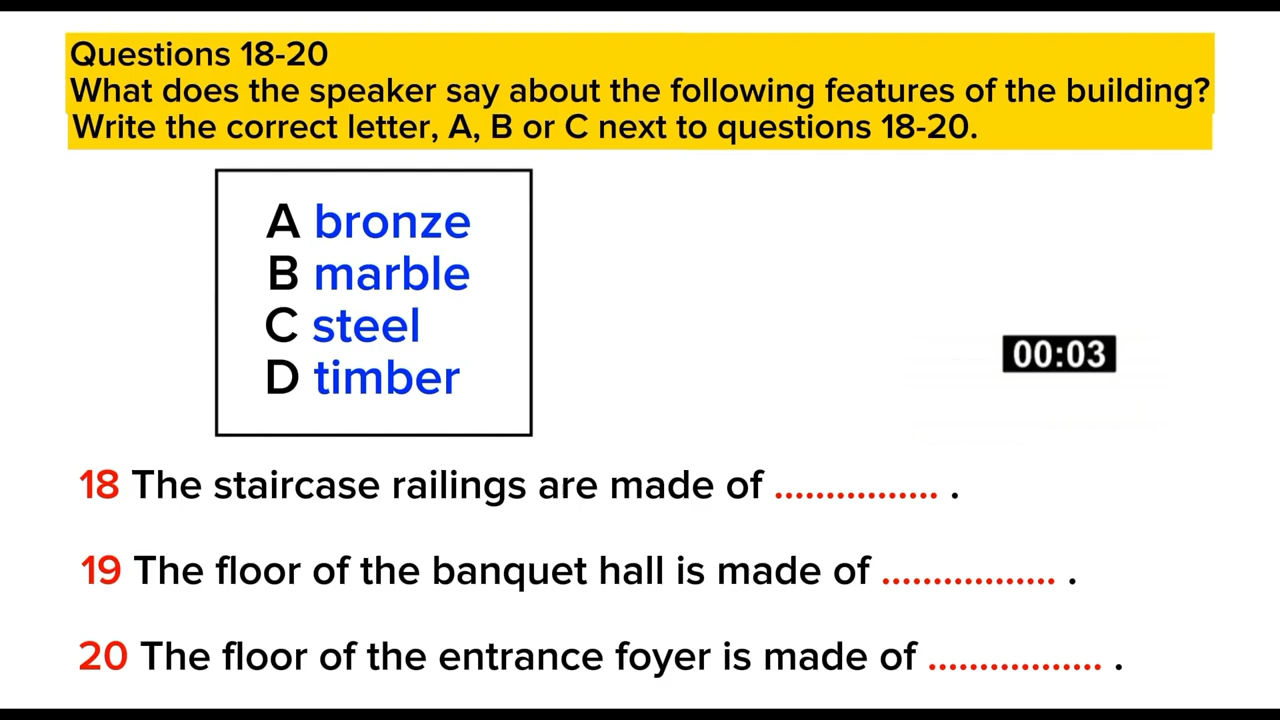 Questions 18-20
What does the speaker say about the following features of the building?
Write the correct letter, A, B or C next to questions 18-20.
A bronze
B marble
C steel
D timber
00:03
18 The staircase railings are made of ................ .
19 The floor of the banquet hall is made of ................. .
20 The floor of the entrance foyer is made of ................. .